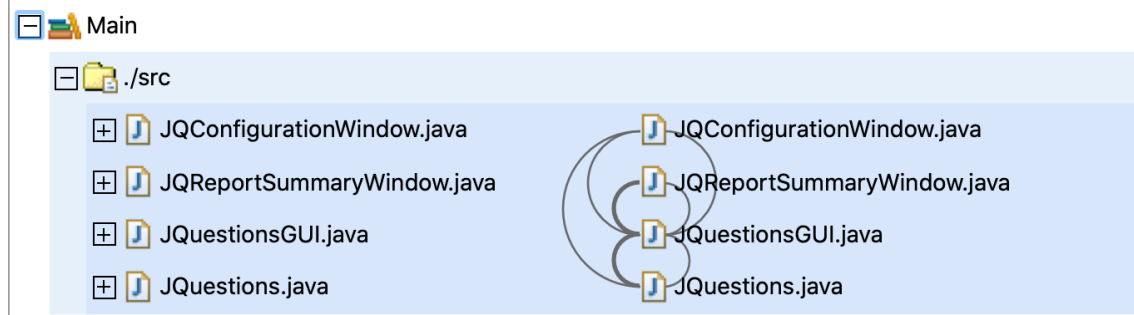 Main
./src
JQConfigurationWindow.java JQConfigurationWindow.java
JQReportSummaryWindow.java JQReportSummaryWindow.java
JQuestionsGUI.java JQuestionsGUI.java
JQuestions.java JQuestions.java